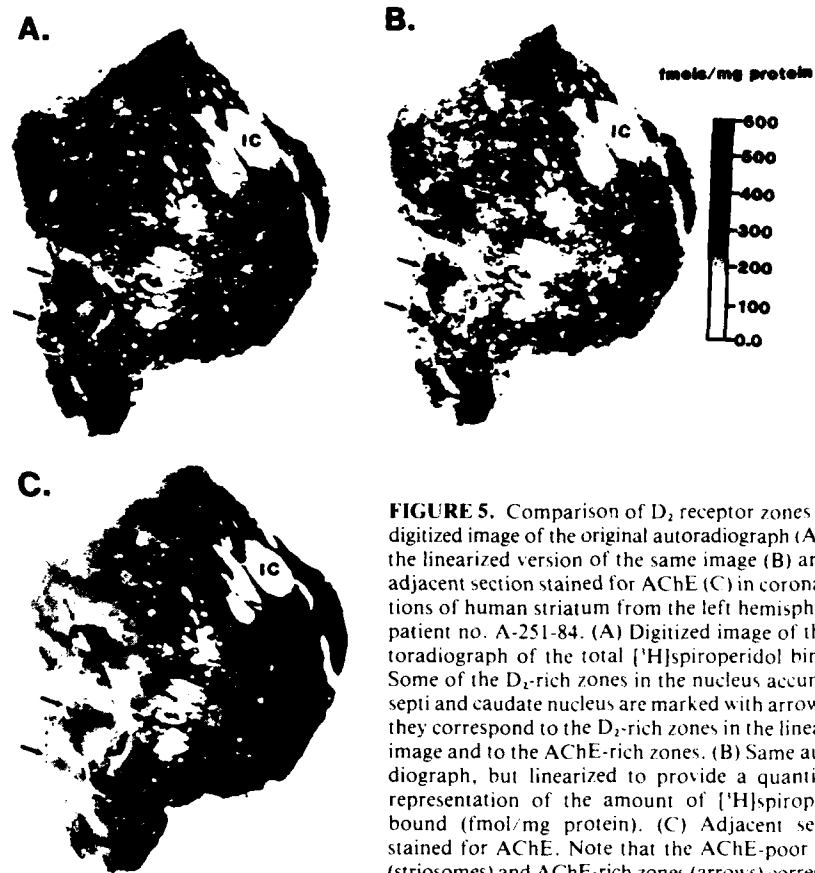 A.
B.
fmols/mg protein
IC
IC
600
500
400
300
200
100
0.0
C.
IC
FIGURE 5. Comparison of D₂ receptor zones
digitized image of the original autoradiograph (A
the linearized version of the same image (B) an
adjacent section stained for AChE (C) in corona
tions of human striatum from the left hemisph
patient no. A-251-84. (A) Digitized image of th
toradiograph of the total [³H]spiroperidol bin
Some of the D₂-rich zones in the nucleus accum
septi and caudate nucleus are marked with arrow
they correspond to the D₂-rich zones in the linea
image and to the AChE-rich zones. (B) Same au
diograph, but linearized to provide a quanti
representation of the amount of [³H]spirop
bound (fmol/mg protein). (C) Adjacent se
stained for AChE. Note that the AChE-poor
(striosomes) and AChE-rich zones (arrows) corres